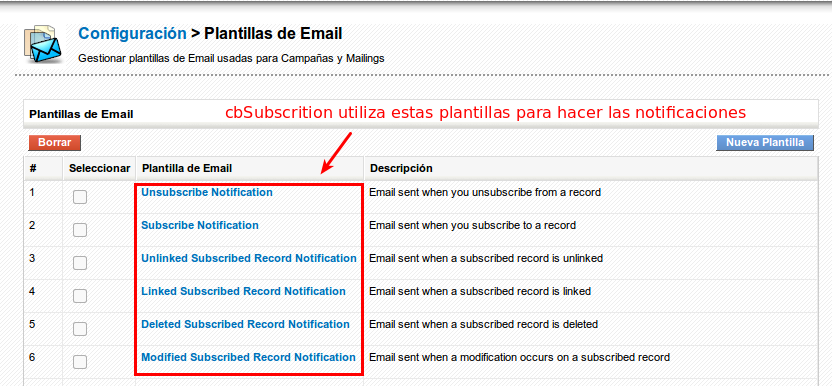 Configuración > Plantillas de Email
Gestionar plantillas de Email usadas para Campañas y Mailings
Plantillas de Email
cbSubscrition utiliza estas plantillas para hacer las notificaciones
Borrar
Nueva Plantilla
# Seleccionar Plantilla de Email Descripción
1 Unsubscribe Notification Email sent when you unsubscribe from a record
2 Subscribe Notification Email sent when you subscribe to a record
3 Unlinked Subscribed Record Notification Email sent when a subscribed record is unlinked
4 Linked Subscribed Record Notification Email sent when a subscribed record is linked
5 Deleted Subscribed Record Notification Email sent when a subscribed record is deleted
6 Modified Subscribed Record Notification Email sent when a modification occurs on a subscribed record